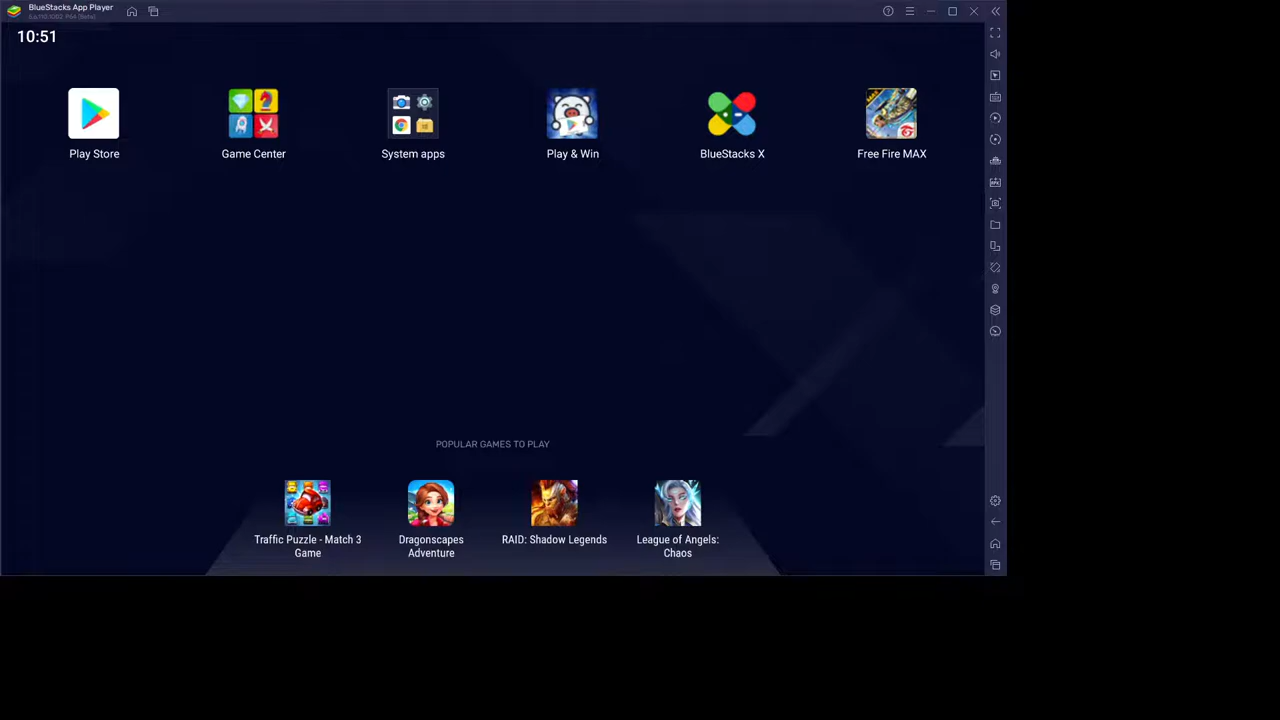 BlueStacks App Player
10:51
Play Store
Game Center
System apps
Play & Win
BlueStacks X
Free Fire MAX
POPULAR GAMES TO PLAY
Traffic Puzzle - Match 3
Game
Dragonscapes
Adventure
RAID: Shadow Legends
League of Angels:
Chaos